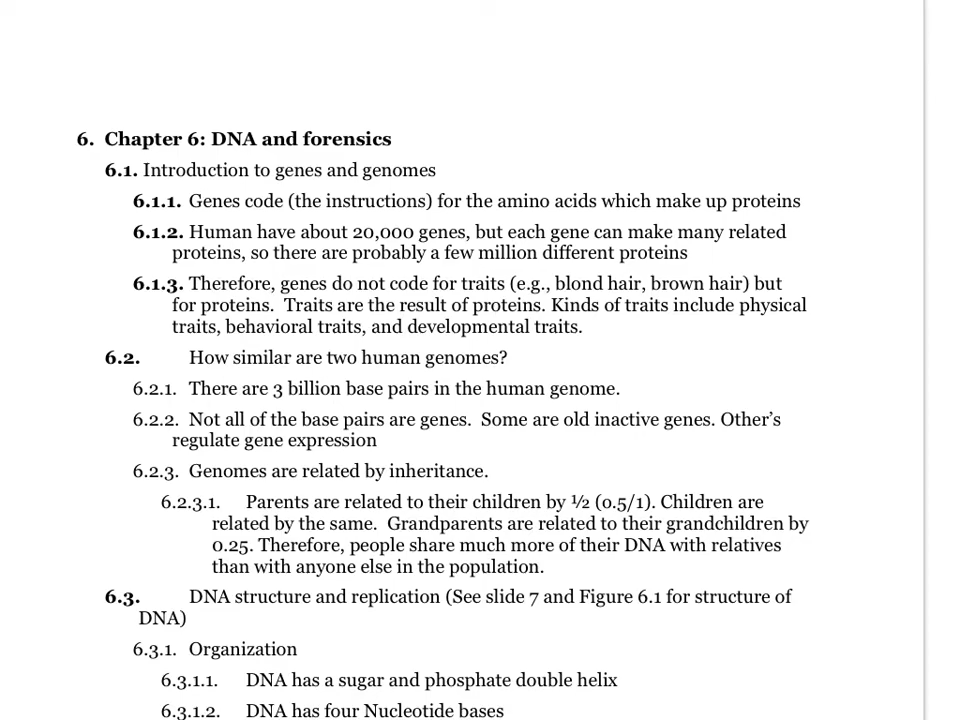 6. Chapter 6: DNA and forensics
6.1. Introduction to genes and genomes
6.1.1. Genes code (the instructions) for the amino acids which make up proteins
6.1.2. Human have about 20,000 genes, but each gene can make many related
proteins, so there are probably a few million different proteins
6.1.3. Therefore, genes do not code for traits (e.g., blond hair, brown hair) but
for proteins.  Traits are the result of proteins. Kinds of traits include physical
traits, behavioral traits, and developmental traits.
6.2. How similar are two human genomes?
6.2.1. There are 3 billion base pairs in the human genome.
6.2.2. Not all of the base pairs are genes.  Some are old inactive genes. Other’s
regulate gene expression
6.2.3. Genomes are related by inheritance.
6.2.3.1. Parents are related to their children by ½ (0.5/1). Children are
related by the same.  Grandparents are related to their grandchildren by
0.25. Therefore, people share much more of their DNA with relatives
than with anyone else in the population.
6.3. DNA structure and replication (See slide 7 and Figure 6.1 for structure of
DNA)
6.3.1. Organization
6.3.1.1. DNA has a sugar and phosphate double helix
6.3.1.2. DNA has four Nucleotide bases